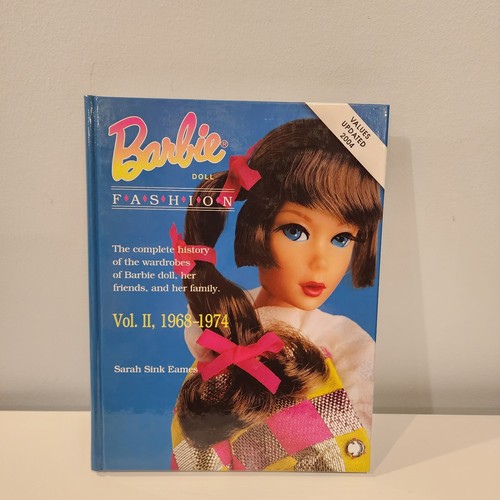 Barbie®
DOLL
F·A·S·H·I·O·N
VALUES
UPDATED
2004
The complete history
of the wardrobes
of Barbie doll, her
friends, and her family.
Vol. II, 1968-1974
Sarah Sink Eames